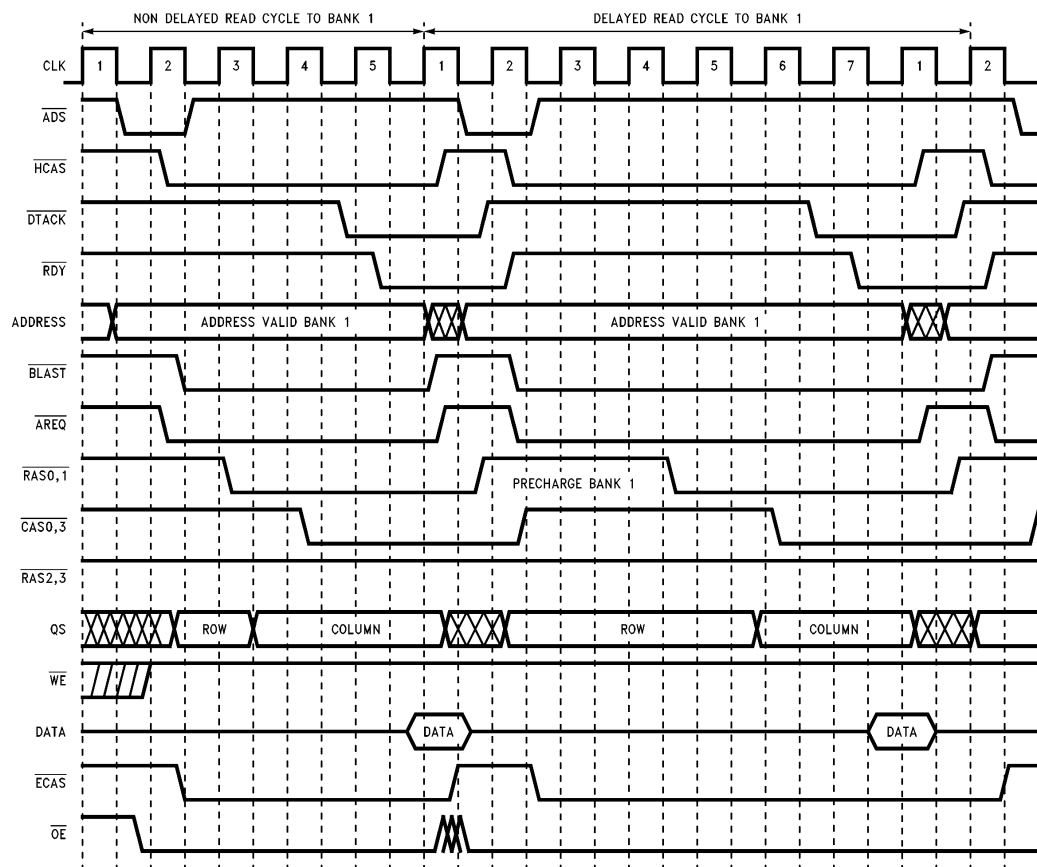 NON DELAYED READ CYCLE TO BANK 1 DELAYED READ CYCLE TO BANK 1
CLK 1 2 3 4 5 1 2 3 4 5 6 7 1 2
ADS
HCAS
DTACK
RDY
ADDRESS ADDRESS VALID BANK 1 ADDRESS VALID BANK 1
BLAST
AREQ
RAS0,1 PRECHARGE BANK 1
CAS0,3
RAS2,3
QS ROW COLUMN ROW COLUMN
WE
DATA DATA DATA
ECAS
OE